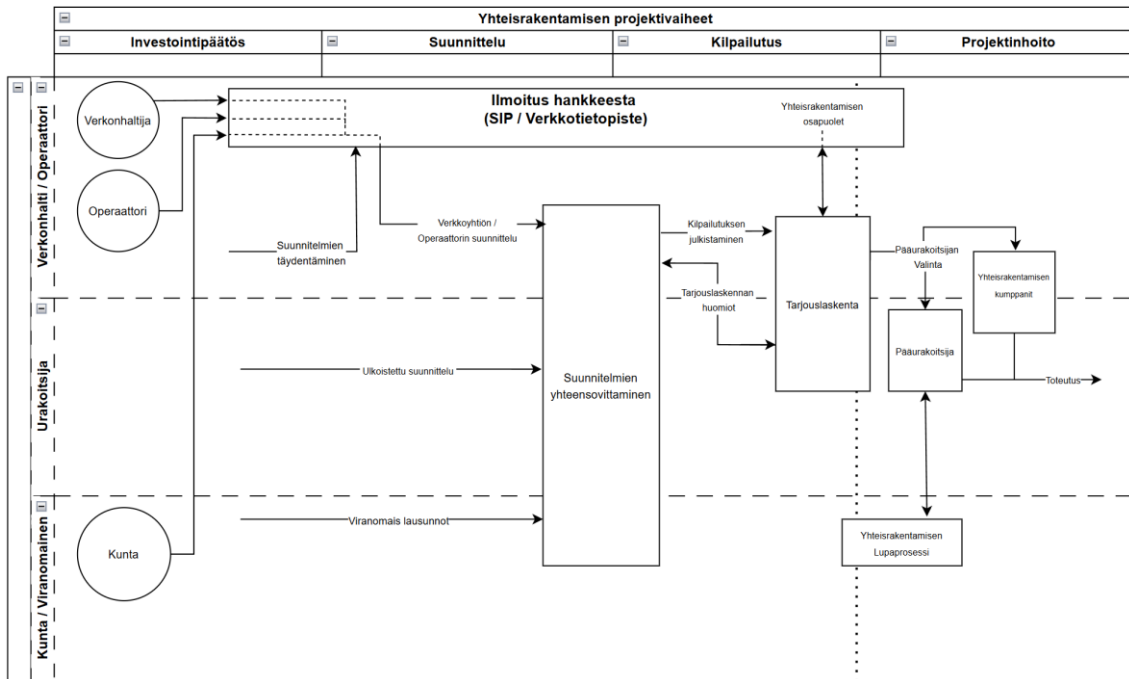 Yhteisrakentamisen projektivaiheet
Investointipäätös
Suunnittelu
Kilpailutus
Projektinhoito
Verkonhalti / Operaattori
Verkonhaltija
Operaattori
Ilmoitus hankkeesta
(SIP / Verkkotietopiste)
Yhteisrakentamisen
osapuolet
Suunnitelmien
täydentäminen
Verkkoyhtiön /
Operaattorin suunnittelu
Kilpailutuksen
julkistaminen
Tarjouslaskennan
huomiot
Tarjouslaskenta
Pääurakoitsijan
Valinta
Yhteisrakentamisen
kumppanit
Urakoitsija
Ulkoistettu suunnittelu
Suunnitelmien
yhteensovittaminen
Pääurakoitsija
Toteutus
Kunta / Viranomainen
Kunta
Viranomais lausunnot
Yhteisrakentamisen
Lupaprosessi